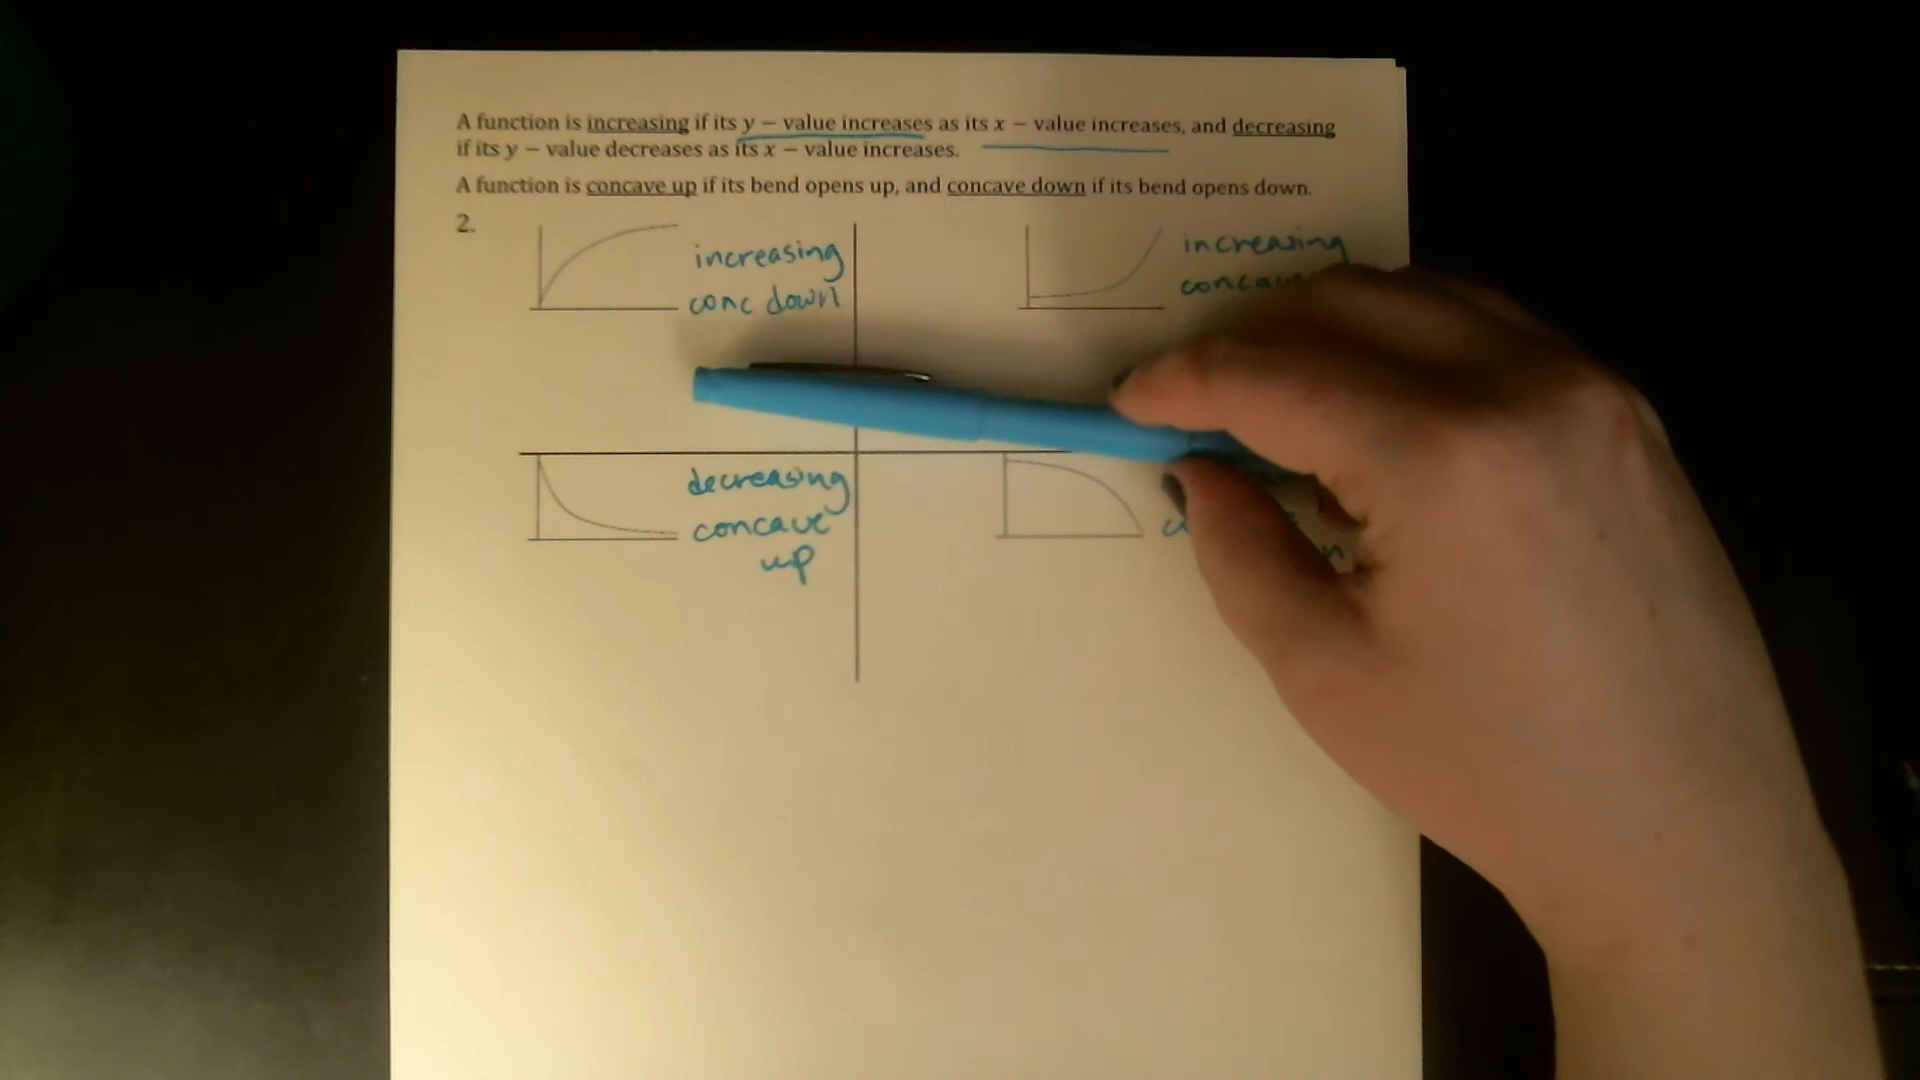 A function is increasing if its y – value increases as its x – value increases, and decreasing
if its y – value decreases as its x – value increases.
A function is concave up if its bend opens up, and concave down if its bend opens down.
2.
increasing
conc down
increasing
decreasing
concave
up